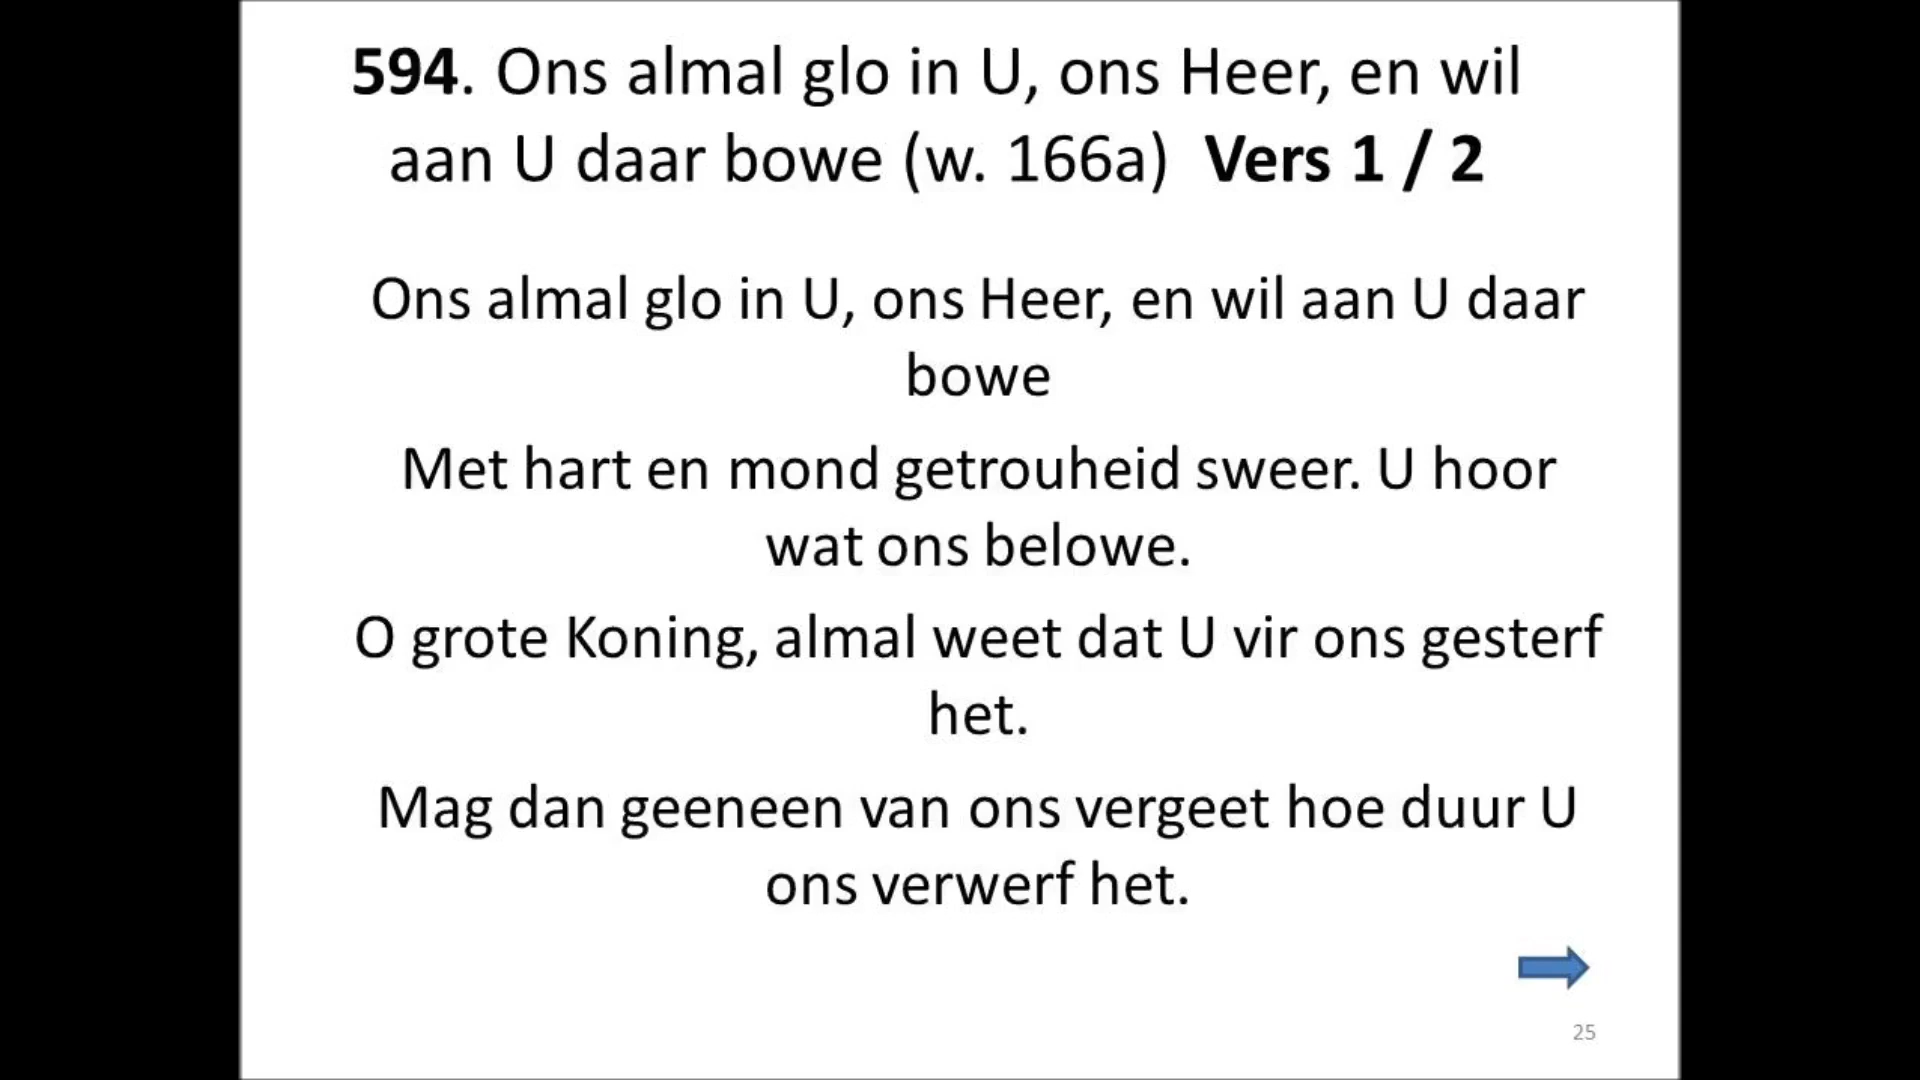 594. Ons almal glo in U, ons Heer, en wil
aan U daar bowe (w. 166a) Vers 1 / 2
Ons almal glo in U, ons Heer, en wil aan U daar
bowe
Met hart en mond getrouheid sweer. U hoor
wat ons belowe.
O grote Koning, almal weet dat U vir ons gesterf
het.
Mag dan geeneen van ons vergeet hoe duur U
ons verwerf het.
25